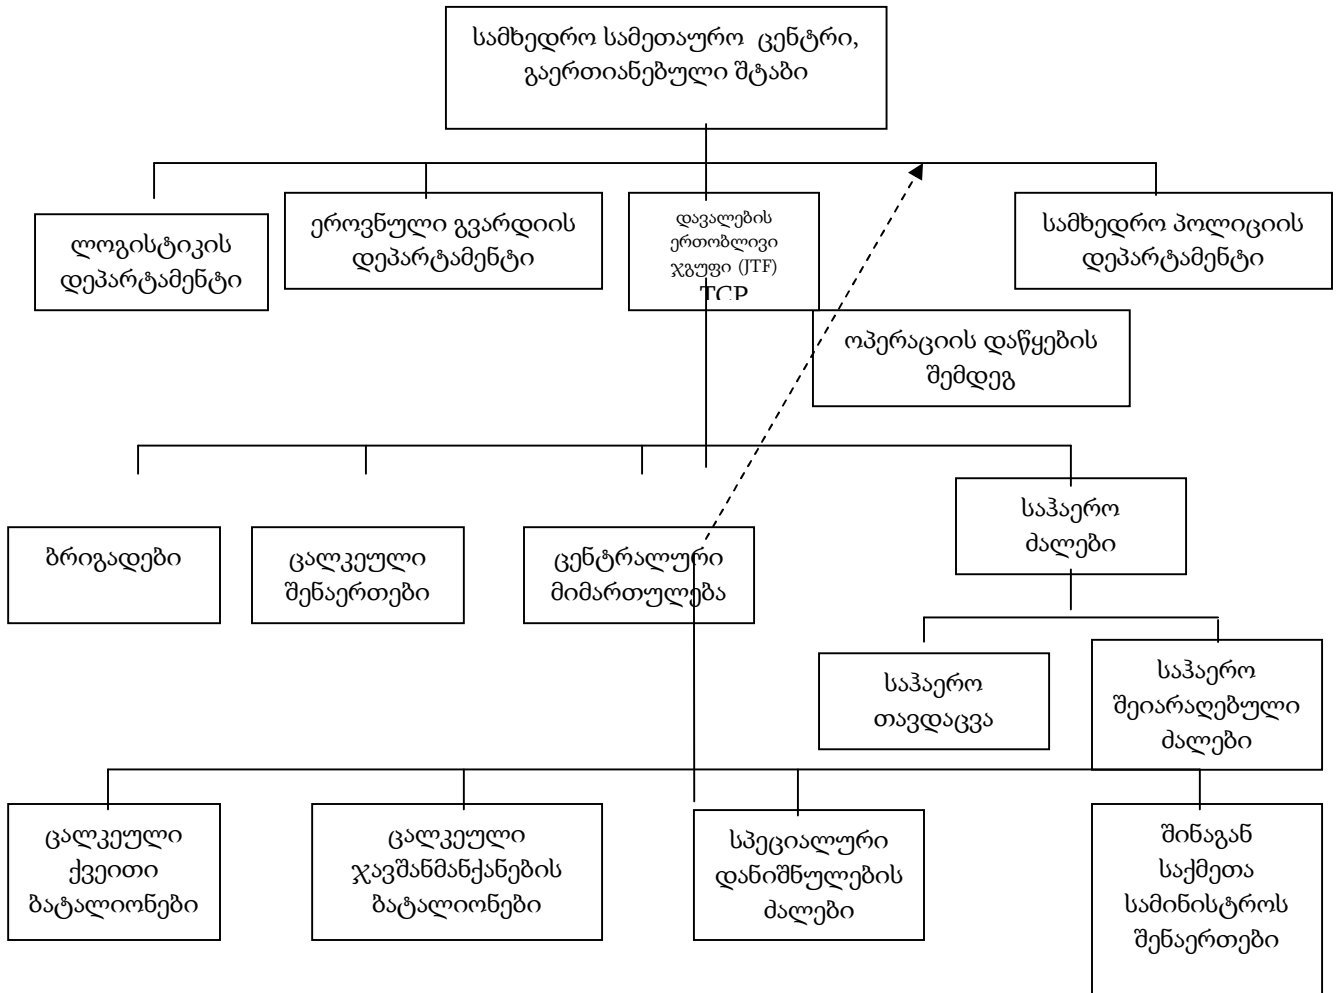 სამხედრო სამეთაურო ცენტრი,
გაერთიანებული შტაბი
ლოგისტიკის
დეპარტამენტი
ეროვნული გვარდიის
დეპარტამენტი
დავალების
ერთობლივი
ჯგუფი (JTF)
TCP
სამხედრო პოლიციის
დეპარტამენტი
ოპერაციის დაწყების
შემდეგ
ბრიგადები
ცალკეული
შენაერთები
ცენტრალური
მიმართულება
საჰაერო
ძალები
საჰაერო
თავდაცვა
საჰაერო
შეიარაღებული
ძალები
ცალკეული
ქვეითი
ბატალიონები
ცალკეული
ჯავშანმანქანების
ბატალიონები
სპეციალური
დანიშნულების
ძალები
შინაგან
საქმეთა
სამინისტროს
შენაერთები